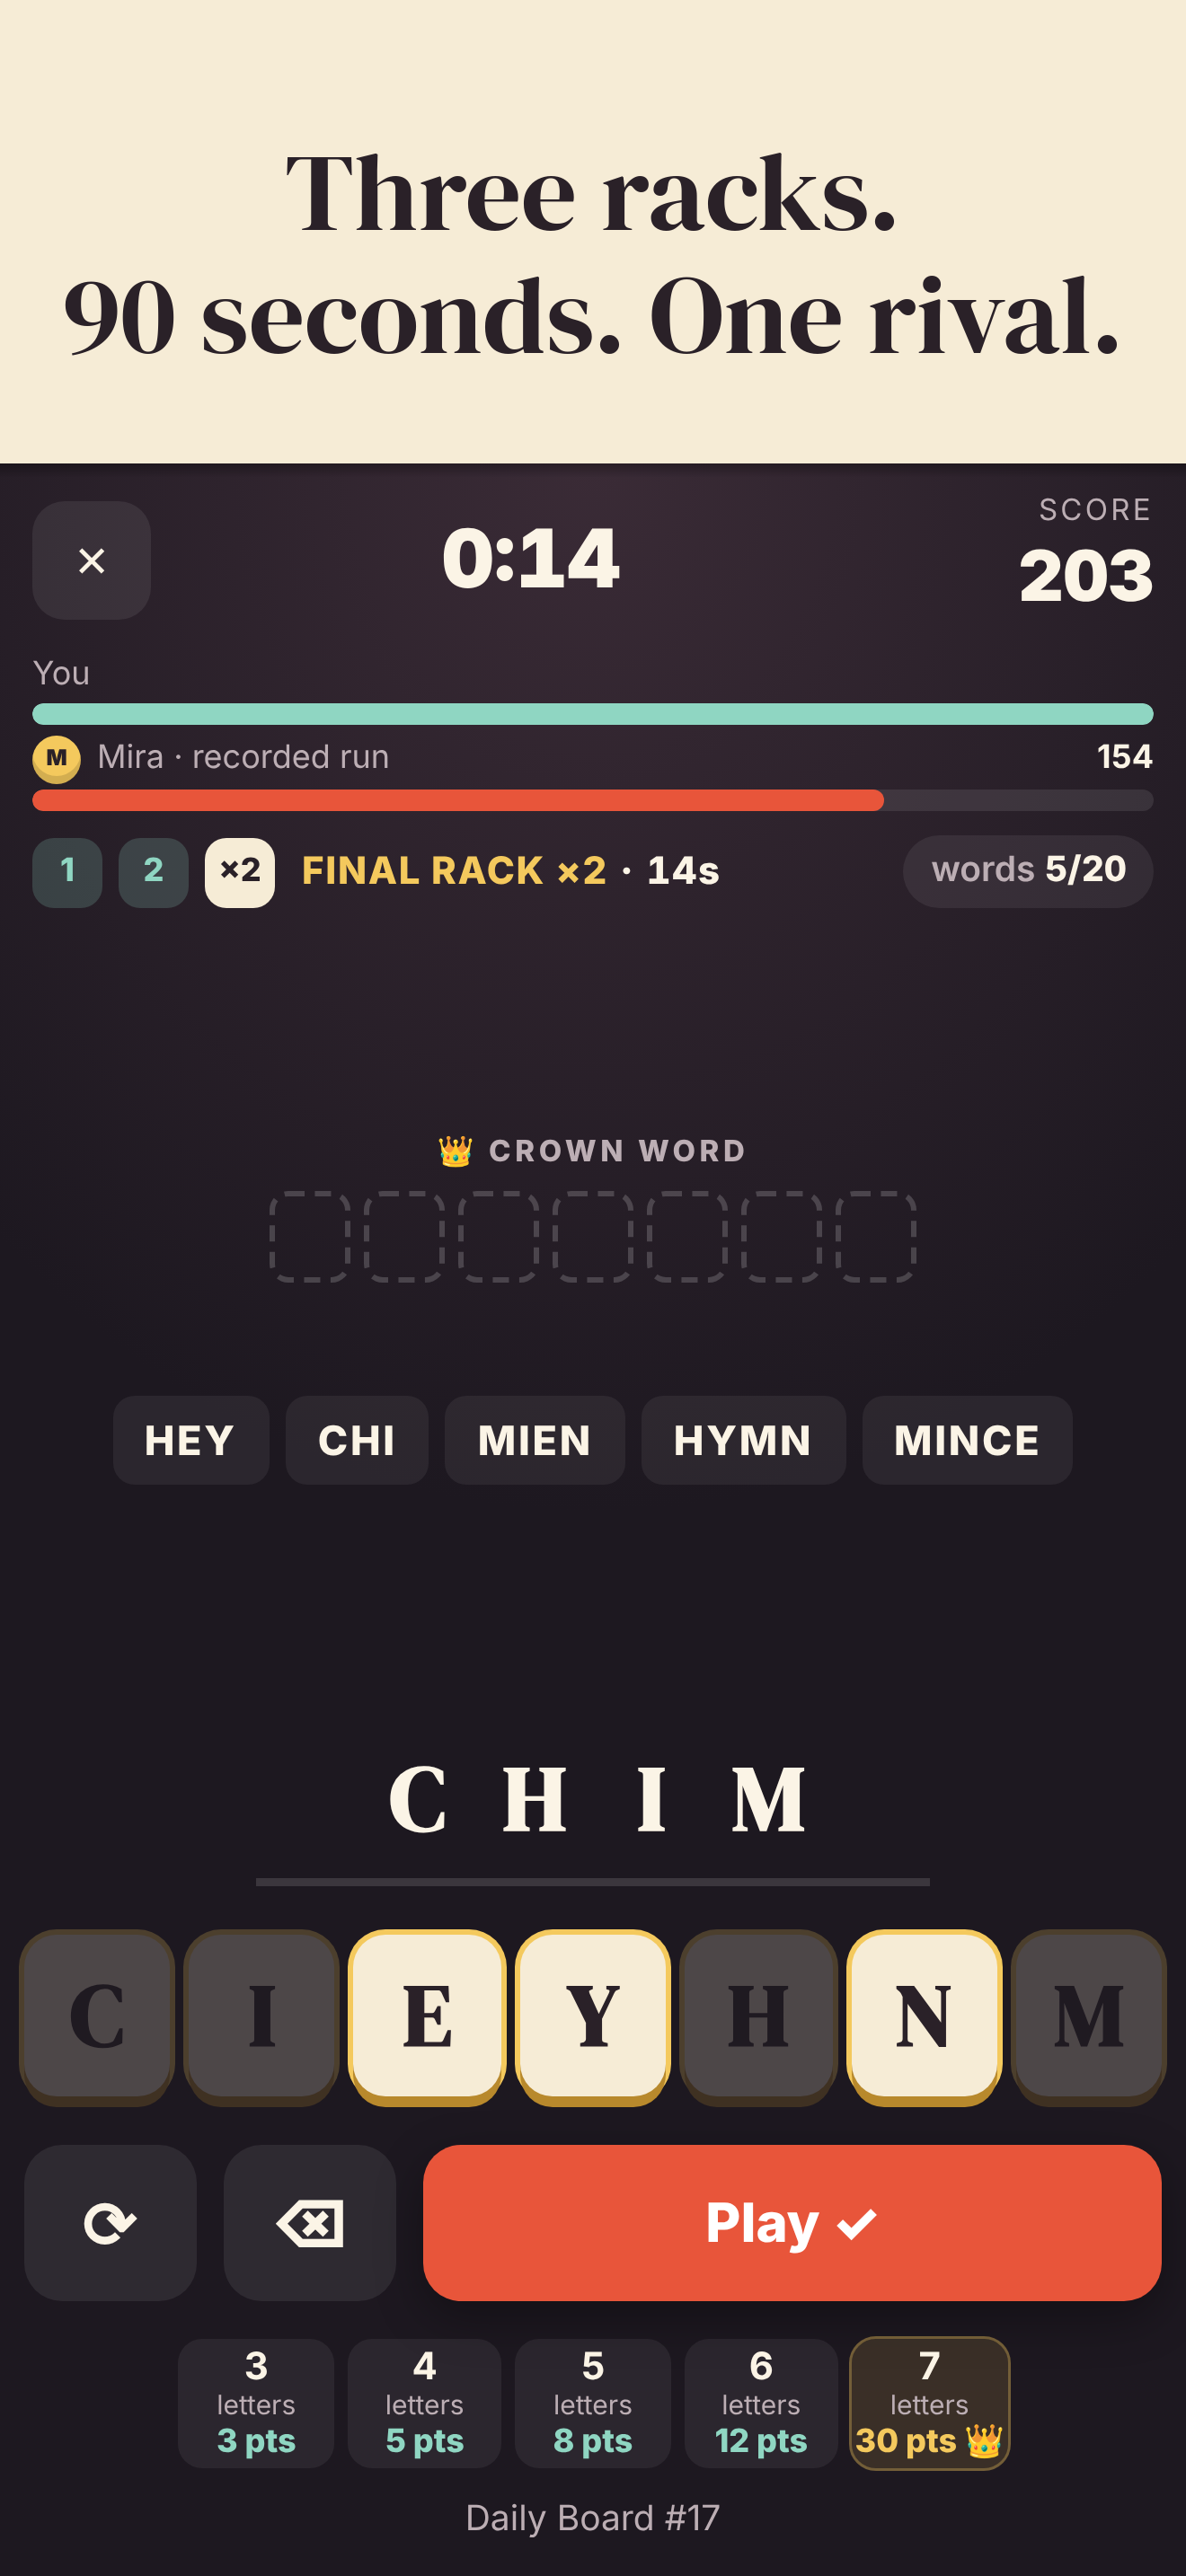 Three racks.
90 seconds. One rival.
×
0:14
SCORE
203
You
M Mira · recorded run 154
1 2 ×2 FINAL RACK ×2 · 14s words 5/20
👑 CROWN WORD
HEY CHI MIEN HYMN MINCE
C H I M
C I E Y H N M
Play ✓
3 4 5 6 7
letters letters letters letters letters
3 pts 5 pts 8 pts 12 pts 30 pts 👑
Daily Board #17